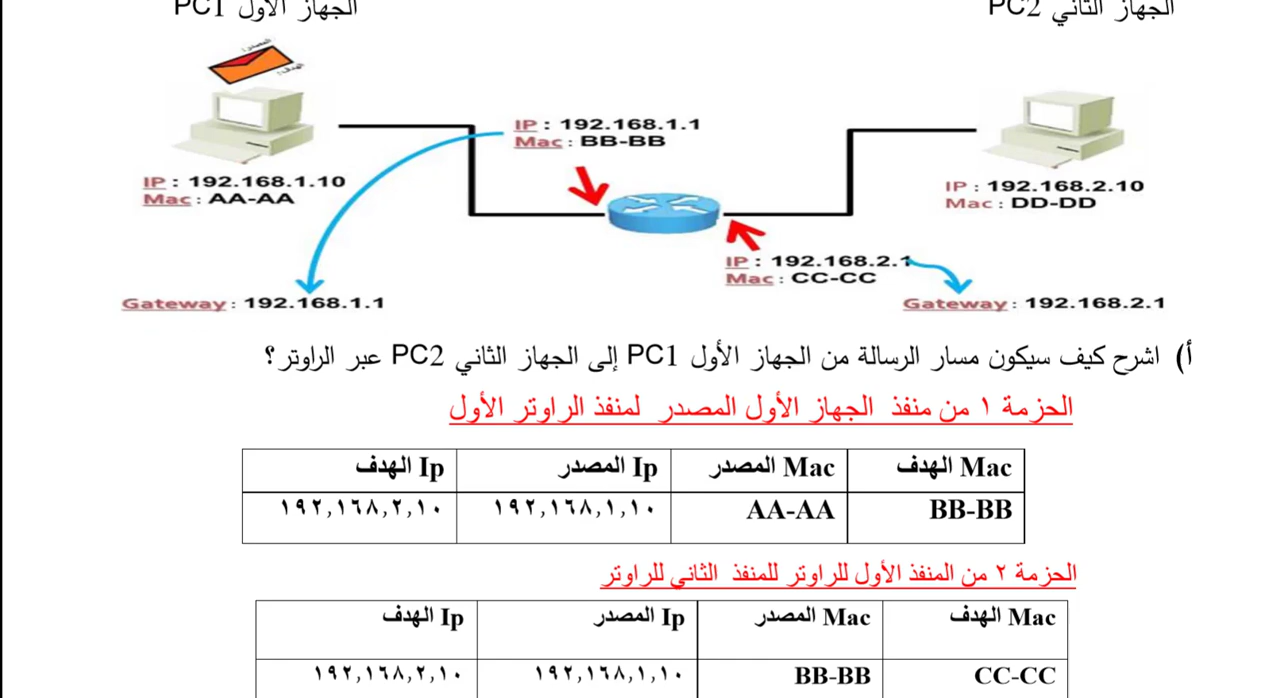 الجهاز الأول PC1
الجهاز الثاني PC2
المصدر:
الهدف:
IP : 192.168.1.1
Mac : BB-BB
IP : 192.168.1.10
Mac : AA-AA
IP : 192.168.2.10
Mac : DD-DD
IP : 192.168.2.1
Mac : CC-CC
Gateway : 192.168.1.1
Gateway : 192.168.2.1
أ) اشرح كيف سيكون مسار الرسالة من الجهاز الأول PC1 إلى الجهاز الثاني PC2 عبر الراوتر؟
الحزمة ١ من منفذ الجهاز الأول المصدر لمنفذ الراوتر الأول
Mac الهدف Mac المصدر Ip المصدر Ip الهدف
BB-BB AA-AA ١٩٢,١٦٨,١,١٠ ١٩٢,١٦٨,٢,١٠
الحزمة ٢ من المنفذ الأول للراوتر للمنفذ الثاني للراوتر
Mac الهدف Mac المصدر Ip المصدر Ip الهدف
CC-CC BB-BB ١٩٢,١٦٨,١,١٠ ١٩٢,١٦٨,٢,١٠